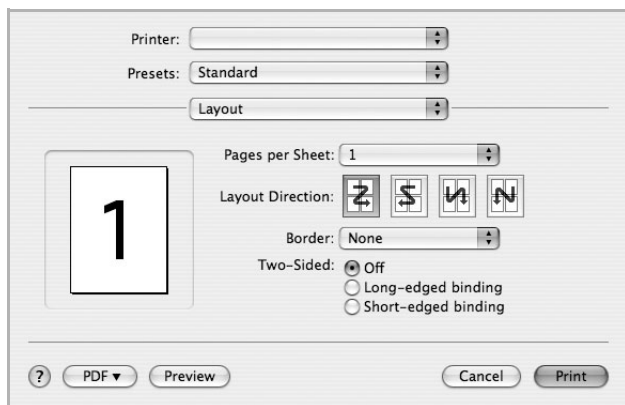 Printer:
Presets: Standard
Layout
Pages per Sheet: 1
1
Layout Direction:
Border: None
Two-Sided: Off
Long-edged binding
Short-edged binding
? PDF▼ Preview Cancel Print